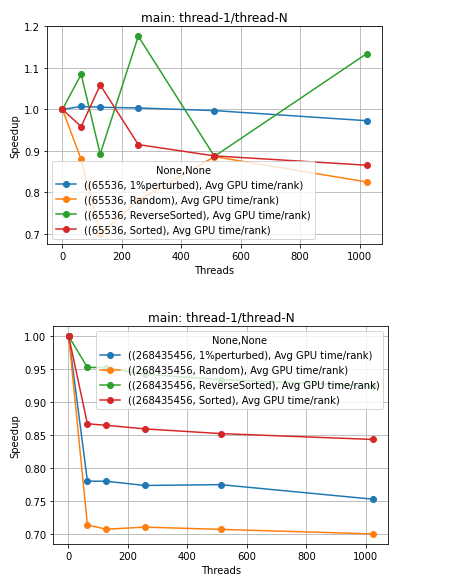 main: thread-1/thread-N
1.2
1.1
1.0
0.9
0.8
0.7
Speedup
None,None
((65536, 1%perturbed), Avg GPU time/rank)
((65536, Random), Avg GPU time/rank)
((65536, ReverseSorted), Avg GPU time/rank)
((65536, Sorted), Avg GPU time/rank)
0 200 400 600 800 1000
Threads
main: thread-1/thread-N
1.00
0.95
0.90
0.85
0.80
0.75
0.70
Speedup
None,None
((268435456, 1%perturbed), Avg GPU time/rank)
((268435456, Random), Avg GPU time/rank)
((268435456, ReverseSorted), Avg GPU time/rank)
((268435456, Sorted), Avg GPU time/rank)
0 200 400 600 800 1000
Threads